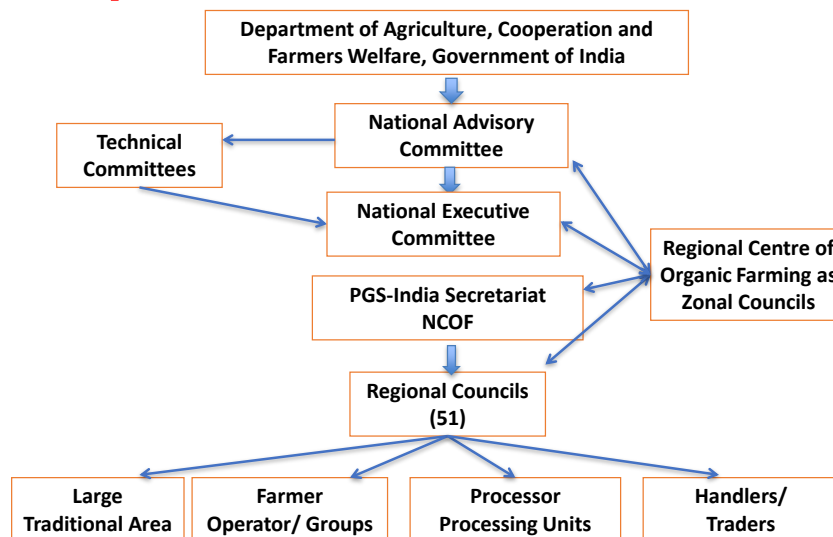 Department of Agriculture, Cooperation and
Farmers Welfare, Government of India
National Advisory
Committee
Technical
Committees
National Executive
Committee
Regional Centre of
Organic Farming as
Zonal Councils
PGS-India Secretariat
NCOF
Regional Councils
(51)
Large
Traditional Area
Farmer
Operator/ Groups
Processor
Processing Units
Handlers/
Traders